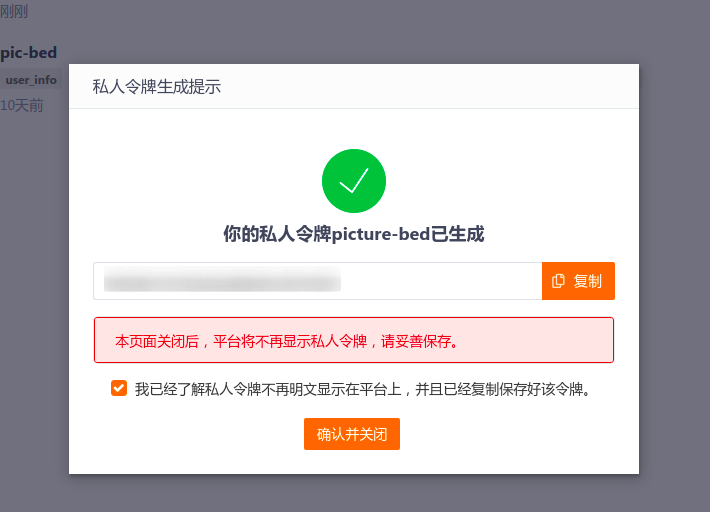 刚刚
pic-bed
user_info
10天前
私人令牌生成提示
你的私人令牌picture-bed已生成
复制
本页面关闭后，平台将不再显示私人令牌，请妥善保存。
我已经了解私人令牌不再明文显示在平台上，并且已经复制保存好该令牌。
确认并关闭